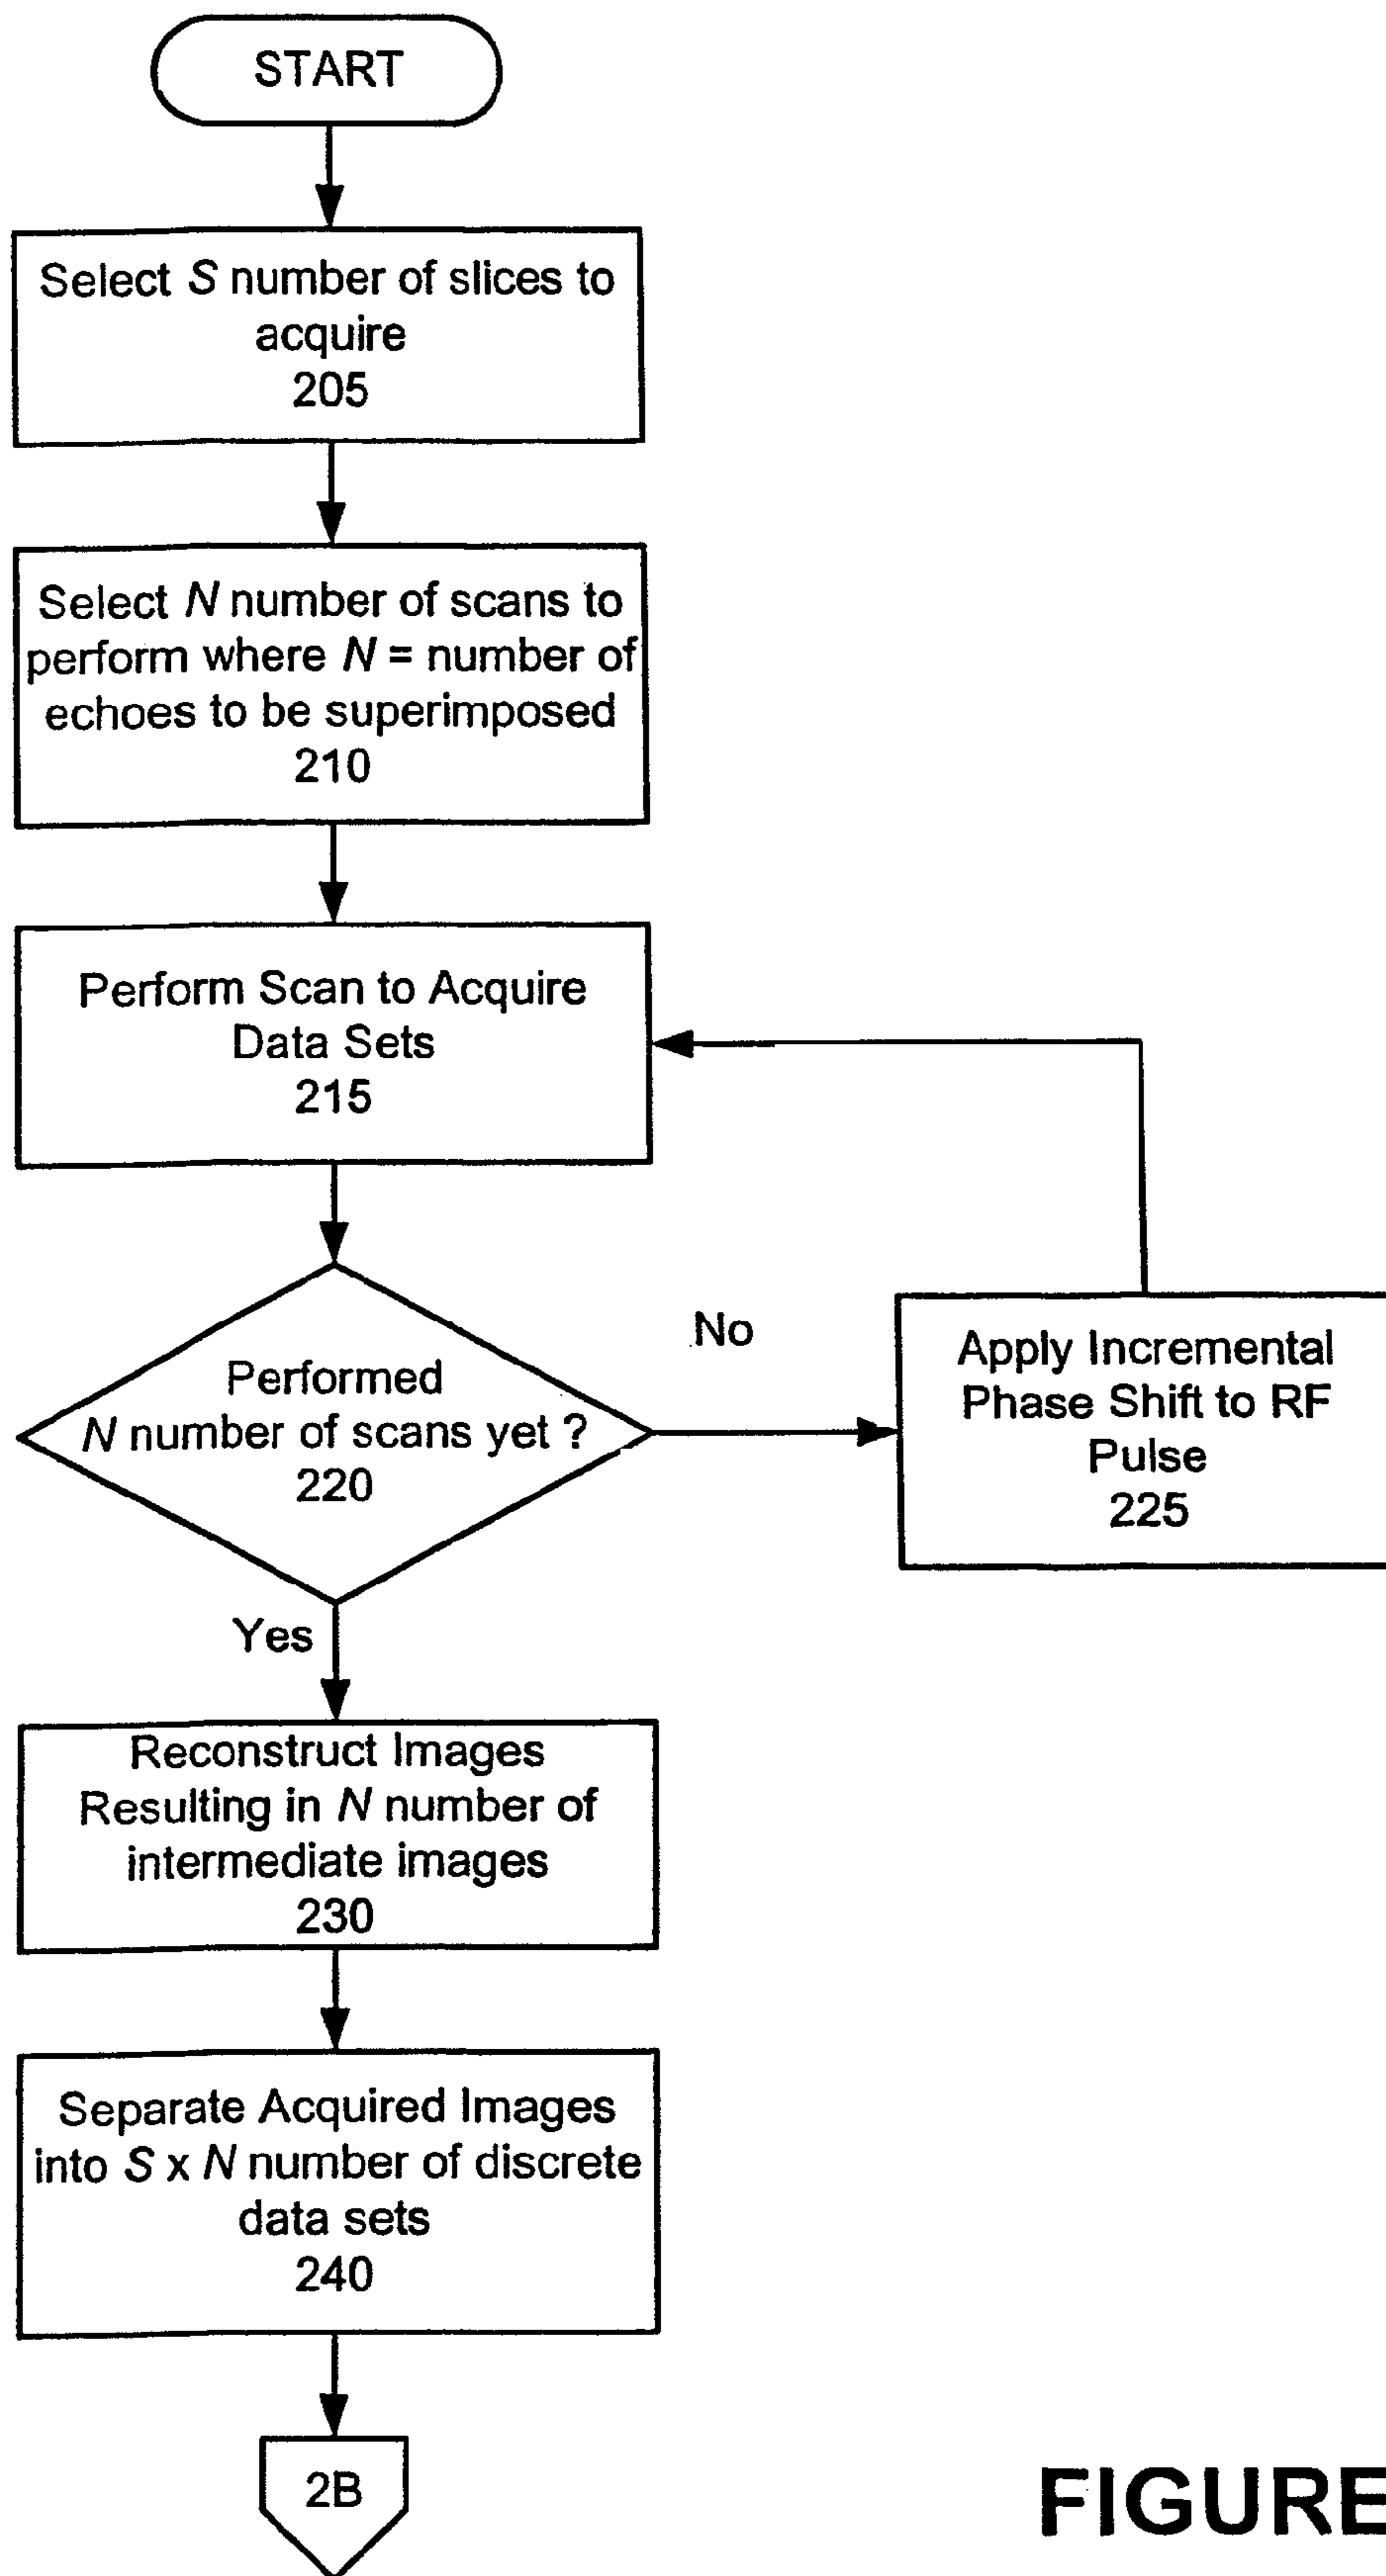 START
Select S number of slices to
acquire
205
Select N number of scans to
perform where N = number of
echoes to be superimposed
210
Perform Scan to Acquire
Data Sets
215
Performed
N number of scans yet ?
220
No
Apply Incremental
Phase Shift to RF
Pulse
225
Yes
Reconstruct Images
Resulting in N number of
intermediate images
230
Separate Acquired Images
into S x N number of discrete
data sets
240
2B
FIGURE